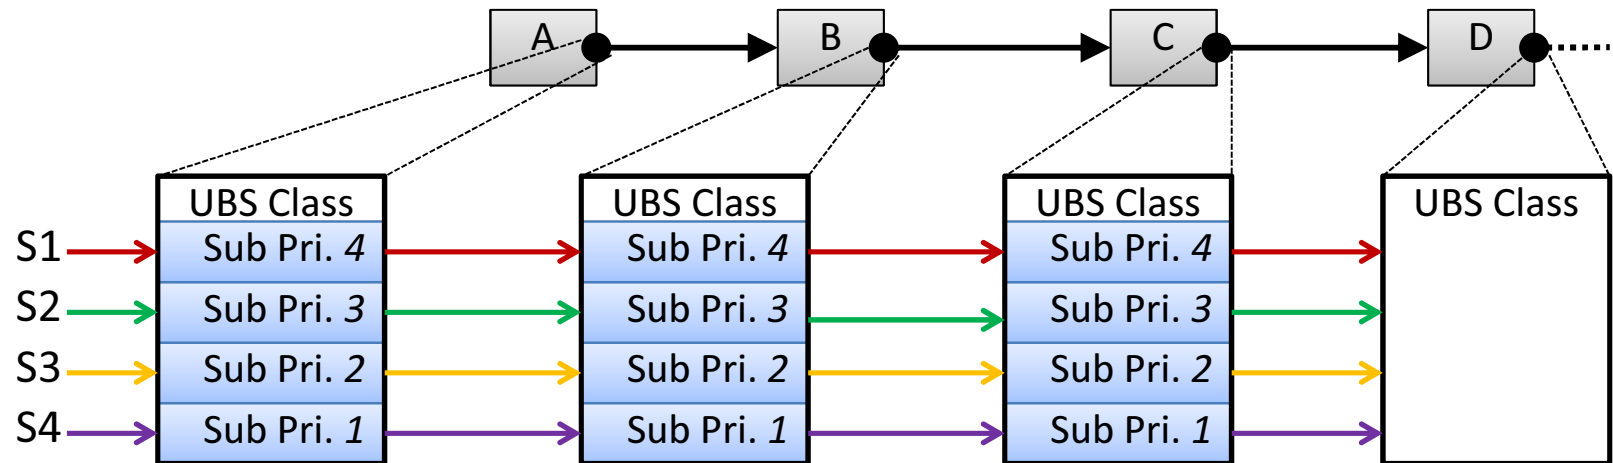 A B C D
UBS Class UBS Class UBS Class UBS Class
S1 Sub Pri. 4 Sub Pri. 4 Sub Pri. 4
S2 Sub Pri. 3 Sub Pri. 3 Sub Pri. 3
S3 Sub Pri. 2 Sub Pri. 2 Sub Pri. 2
S4 Sub Pri. 1 Sub Pri. 1 Sub Pri. 1